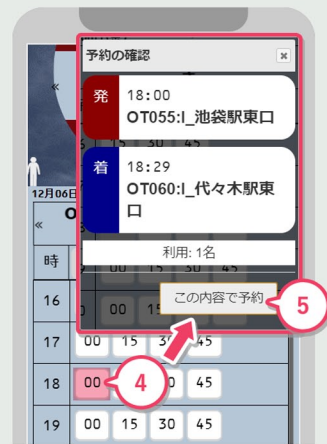 予約の確認
発 18:00
OT055:I_池袋駅東口
着 18:29
OT060:I_代々木駅東
口
利用: 1名
この内容で予約
5
12月06日
«
時
16 00 15
17 00 15 30 45
18 00 4 0 45
19 00 15 30 45